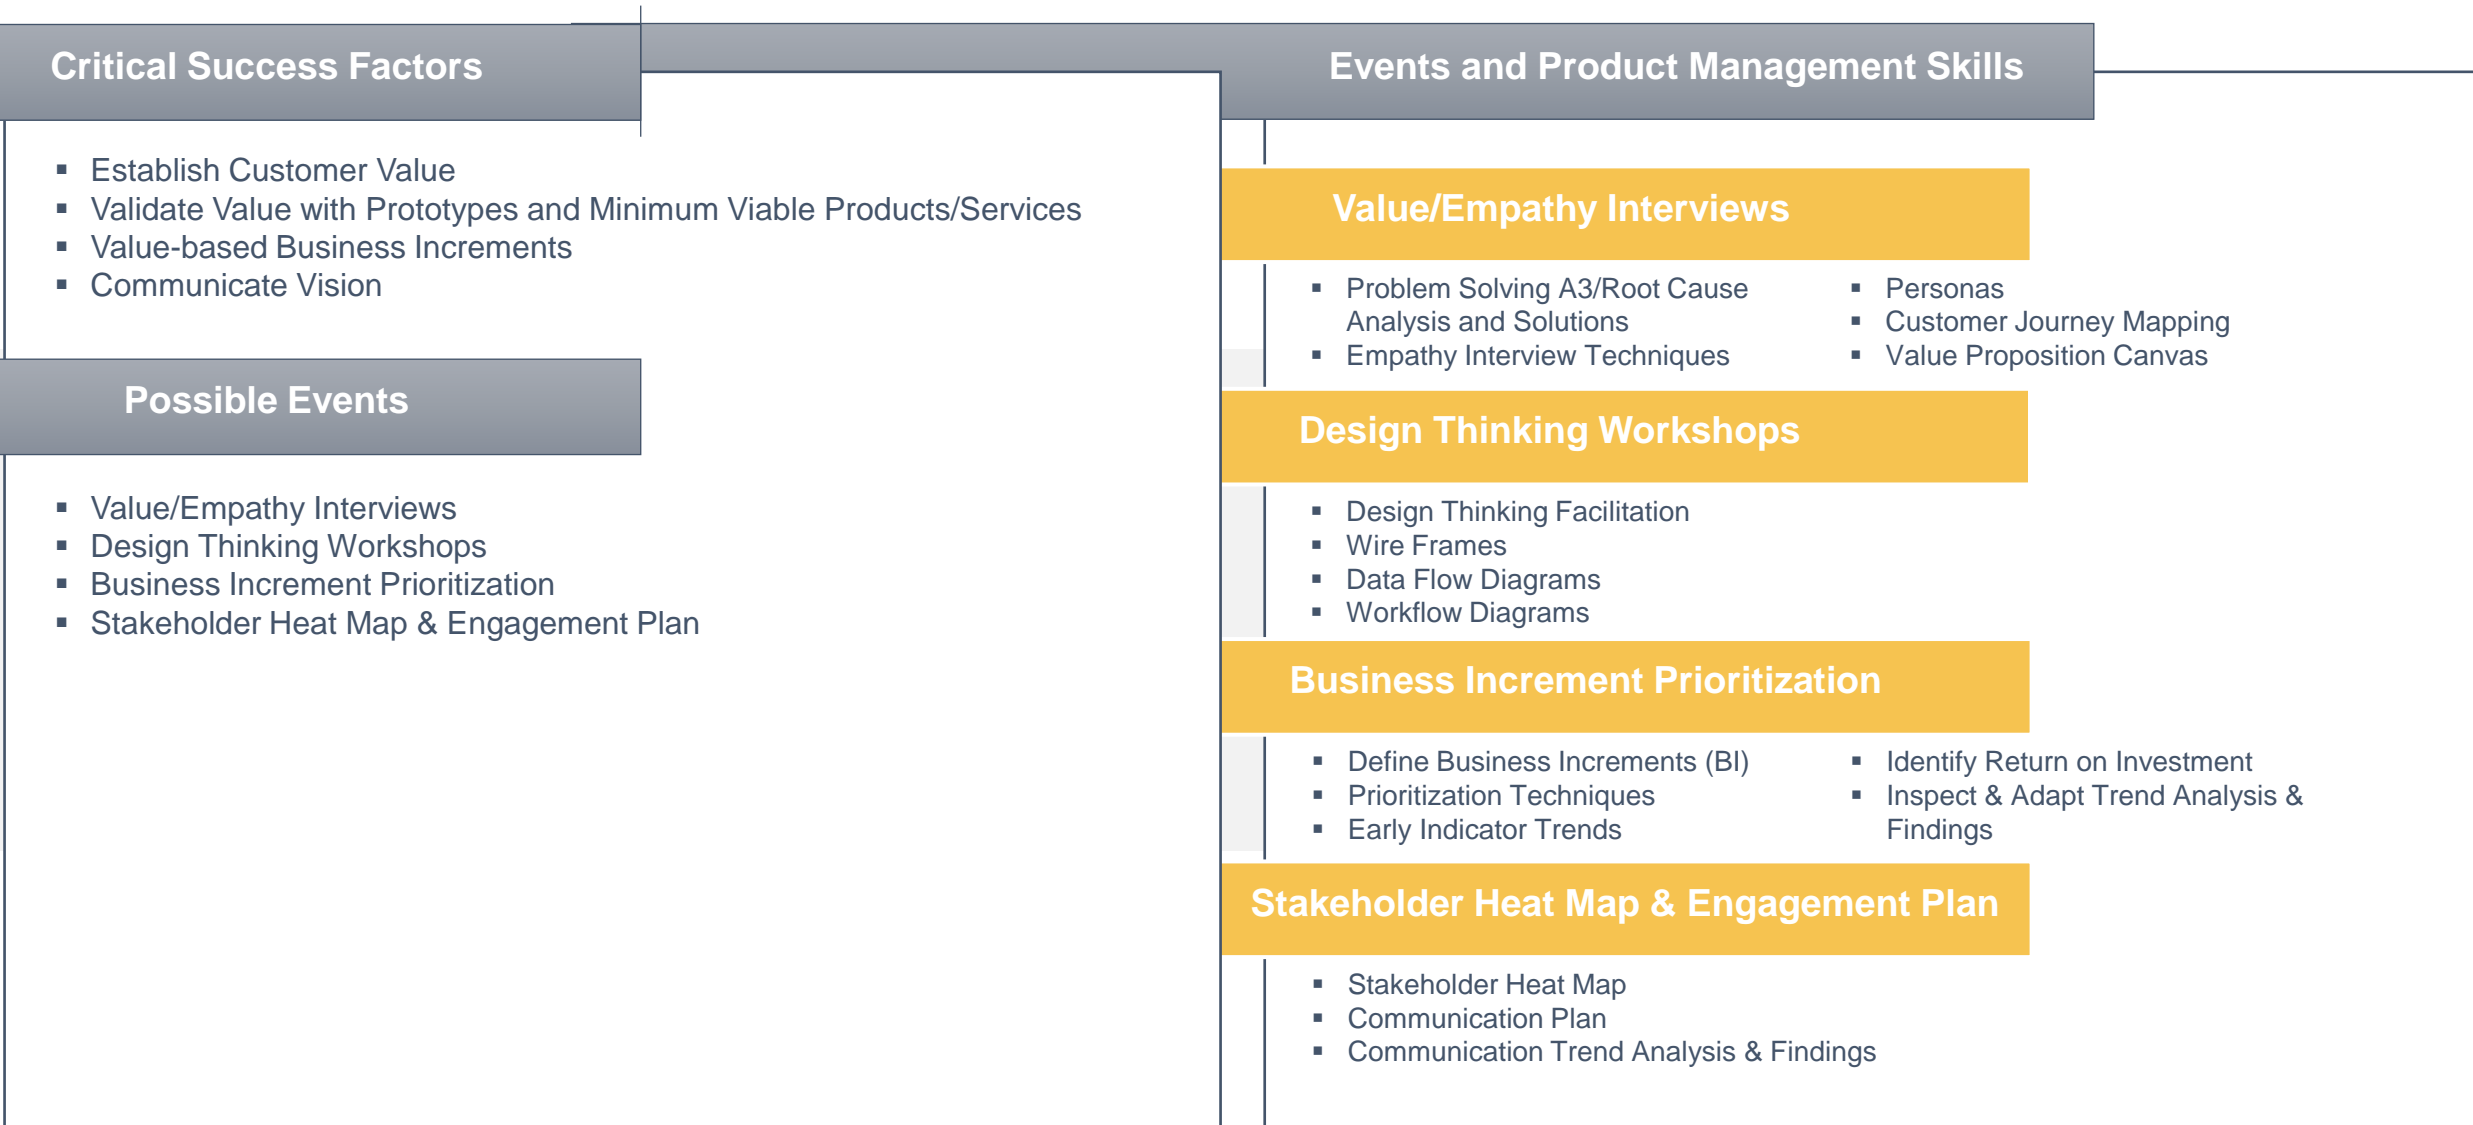 Critical Success Factors
▪ Establish Customer Value
▪ Validate Value with Prototypes and Minimum Viable Products/Services
▪ Value-based Business Increments
▪ Communicate Vision
Possible Events
▪ Value/Empathy Interviews
▪ Design Thinking Workshops
▪ Business Increment Prioritization
▪ Stakeholder Heat Map & Engagement Plan
Events and Product Management Skills
Value/Empathy Interviews
▪ Problem Solving A3/Root Cause
Analysis and Solutions
▪ Empathy Interview Techniques
▪ Personas
▪ Customer Journey Mapping
▪ Value Proposition Canvas
Design Thinking Workshops
▪ Design Thinking Facilitation
▪ Wire Frames
▪ Data Flow Diagrams
▪ Workflow Diagrams
Business Increment Prioritization
▪ Define Business Increments (BI)
▪ Prioritization Techniques
▪ Early Indicator Trends
▪ Identify Return on Investment
▪ Inspect & Adapt Trend Analysis &
Findings
Stakeholder Heat Map & Engagement Plan
▪ Stakeholder Heat Map
▪ Communication Plan
▪ Communication Trend Analysis & Findings